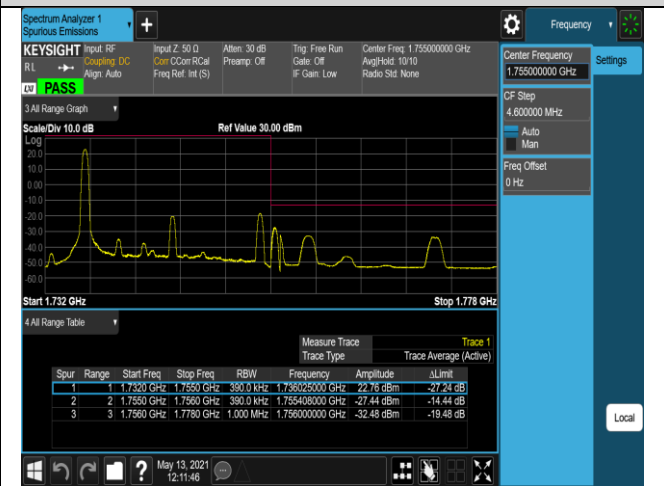 Spectrum Analyzer 1
Spurious Emissions
Frequency
KEYSIGHT Input: RF Input Z: 50 Ω Atten: 30 dB Trig: Free Run Center Freq: 1.755000000 GHz
RL Coupling: DC Corr CCorr RCal Preamp: Off Gate: Off Avg|Hold: 10/10
Align: Auto Freq Ref: Int (S) IF Gain: Low Radio Std: None
LXI PASS
Center Frequency
1.755000000 GHz
Settings
CF Step
4.600000 MHz
Auto
Man
Freq Offset
0 Hz
3 All Range Graph
Scale/Div 10.0 dB Ref Value 30.00 dBm
Log
20.0
10.0
0.00
-10.0
-20.0
-30.0
-40.0
-50.0
-60.0
Start 1.732 GHz Stop 1.778 GHz
4 All Range Table
Measure Trace Trace 1
Trace Type Trace Average (Active)
Spur Range Start Freq Stop Freq RBW Frequency Amplitude ΔLimit
1 1 1.7320 GHz 1.7550 GHz 390.0 kHz 1.736025000 GHz 22.76 dBm -27.24 dB
2 2 1.7550 GHz 1.7560 GHz 390.0 kHz 1.755408000 GHz -27.44 dBm -14.44 dB
3 3 1.7560 GHz 1.7780 GHz 1.000 MHz 1.756000000 GHz -32.48 dBm -19.48 dB
Local
? May 13, 2021
12:11:46